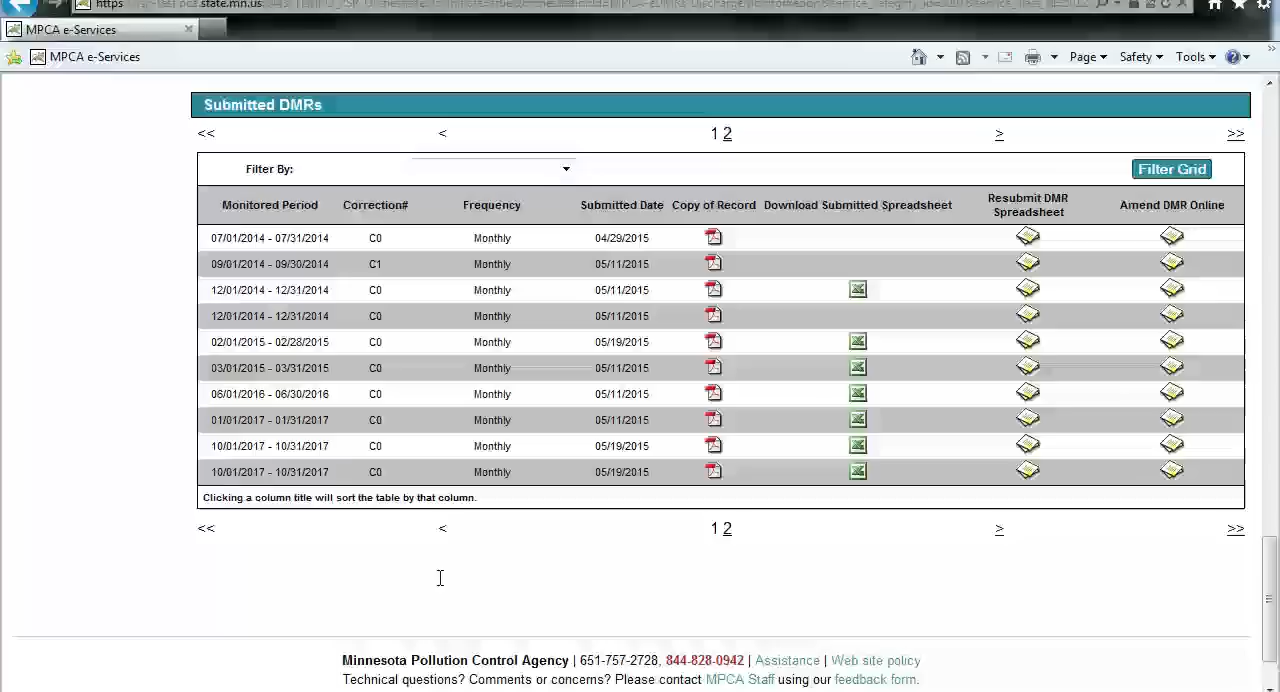 https
state.mn.us
MPCA e-Services
MPCA e-Services
Page Safety Tools
Submitted DMRs
<< < 1 2 > >>
Filter By: Filter Grid
Monitored Period Correction# Frequency Submitted Date Copy of Record Download Submitted Spreadsheet Resubmit DMR Spreadsheet Amend DMR Online
07/01/2014 - 07/31/2014 C0 Monthly 04/29/2015
09/01/2014 - 09/30/2014 C1 Monthly 05/11/2015
12/01/2014 - 12/31/2014 C0 Monthly 05/11/2015
12/01/2014 - 12/31/2014 C0 Monthly 05/11/2015
02/01/2015 - 02/28/2015 C0 Monthly 05/19/2015
03/01/2015 - 03/31/2015 C0 Monthly 05/11/2015
06/01/2016 - 06/30/2016 C0 Monthly 05/11/2015
01/01/2017 - 01/31/2017 C0 Monthly 05/11/2015
10/01/2017 - 10/31/2017 C0 Monthly 05/19/2015
10/01/2017 - 10/31/2017 C0 Monthly 05/19/2015
Clicking a column title will sort the table by that column.
<< < 1 2 > >>
Minnesota Pollution Control Agency | 651-757-2728, 844-828-0942 | Assistance | Web site policy
Technical questions? Comments or concerns? Please contact MPCA Staff using our feedback form.